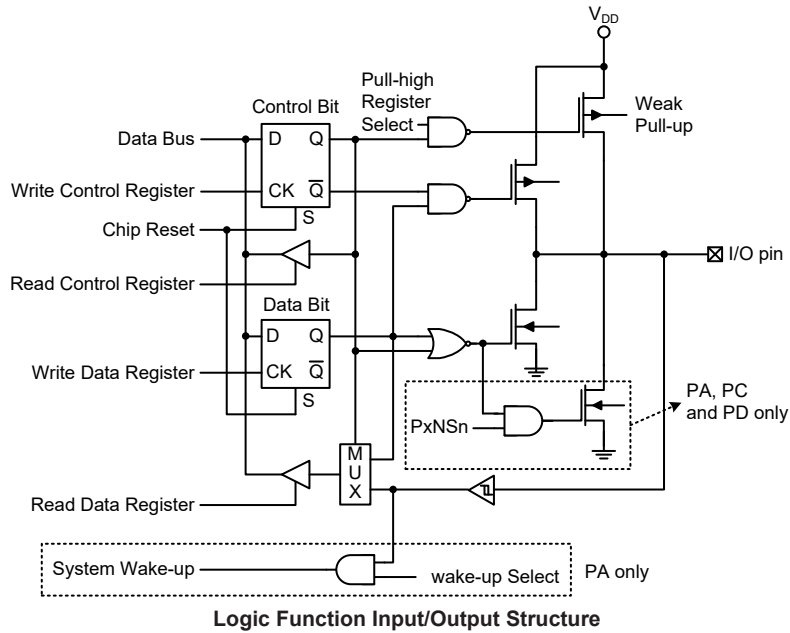 VDD
Pull-high
Register
Select
Control Bit
Weak
Pull-up
Data Bus
D
Q
Write Control Register
CK
Q
S
Chip Reset
I/O pin
Read Control Register
Data Bit
D
Q
Write Data Register
CK
Q
S
PxNSn
PA, PC
and PD only
M
U
X
Read Data Register
System Wake-up
wake-up Select
PA only
Logic Function Input/Output Structure